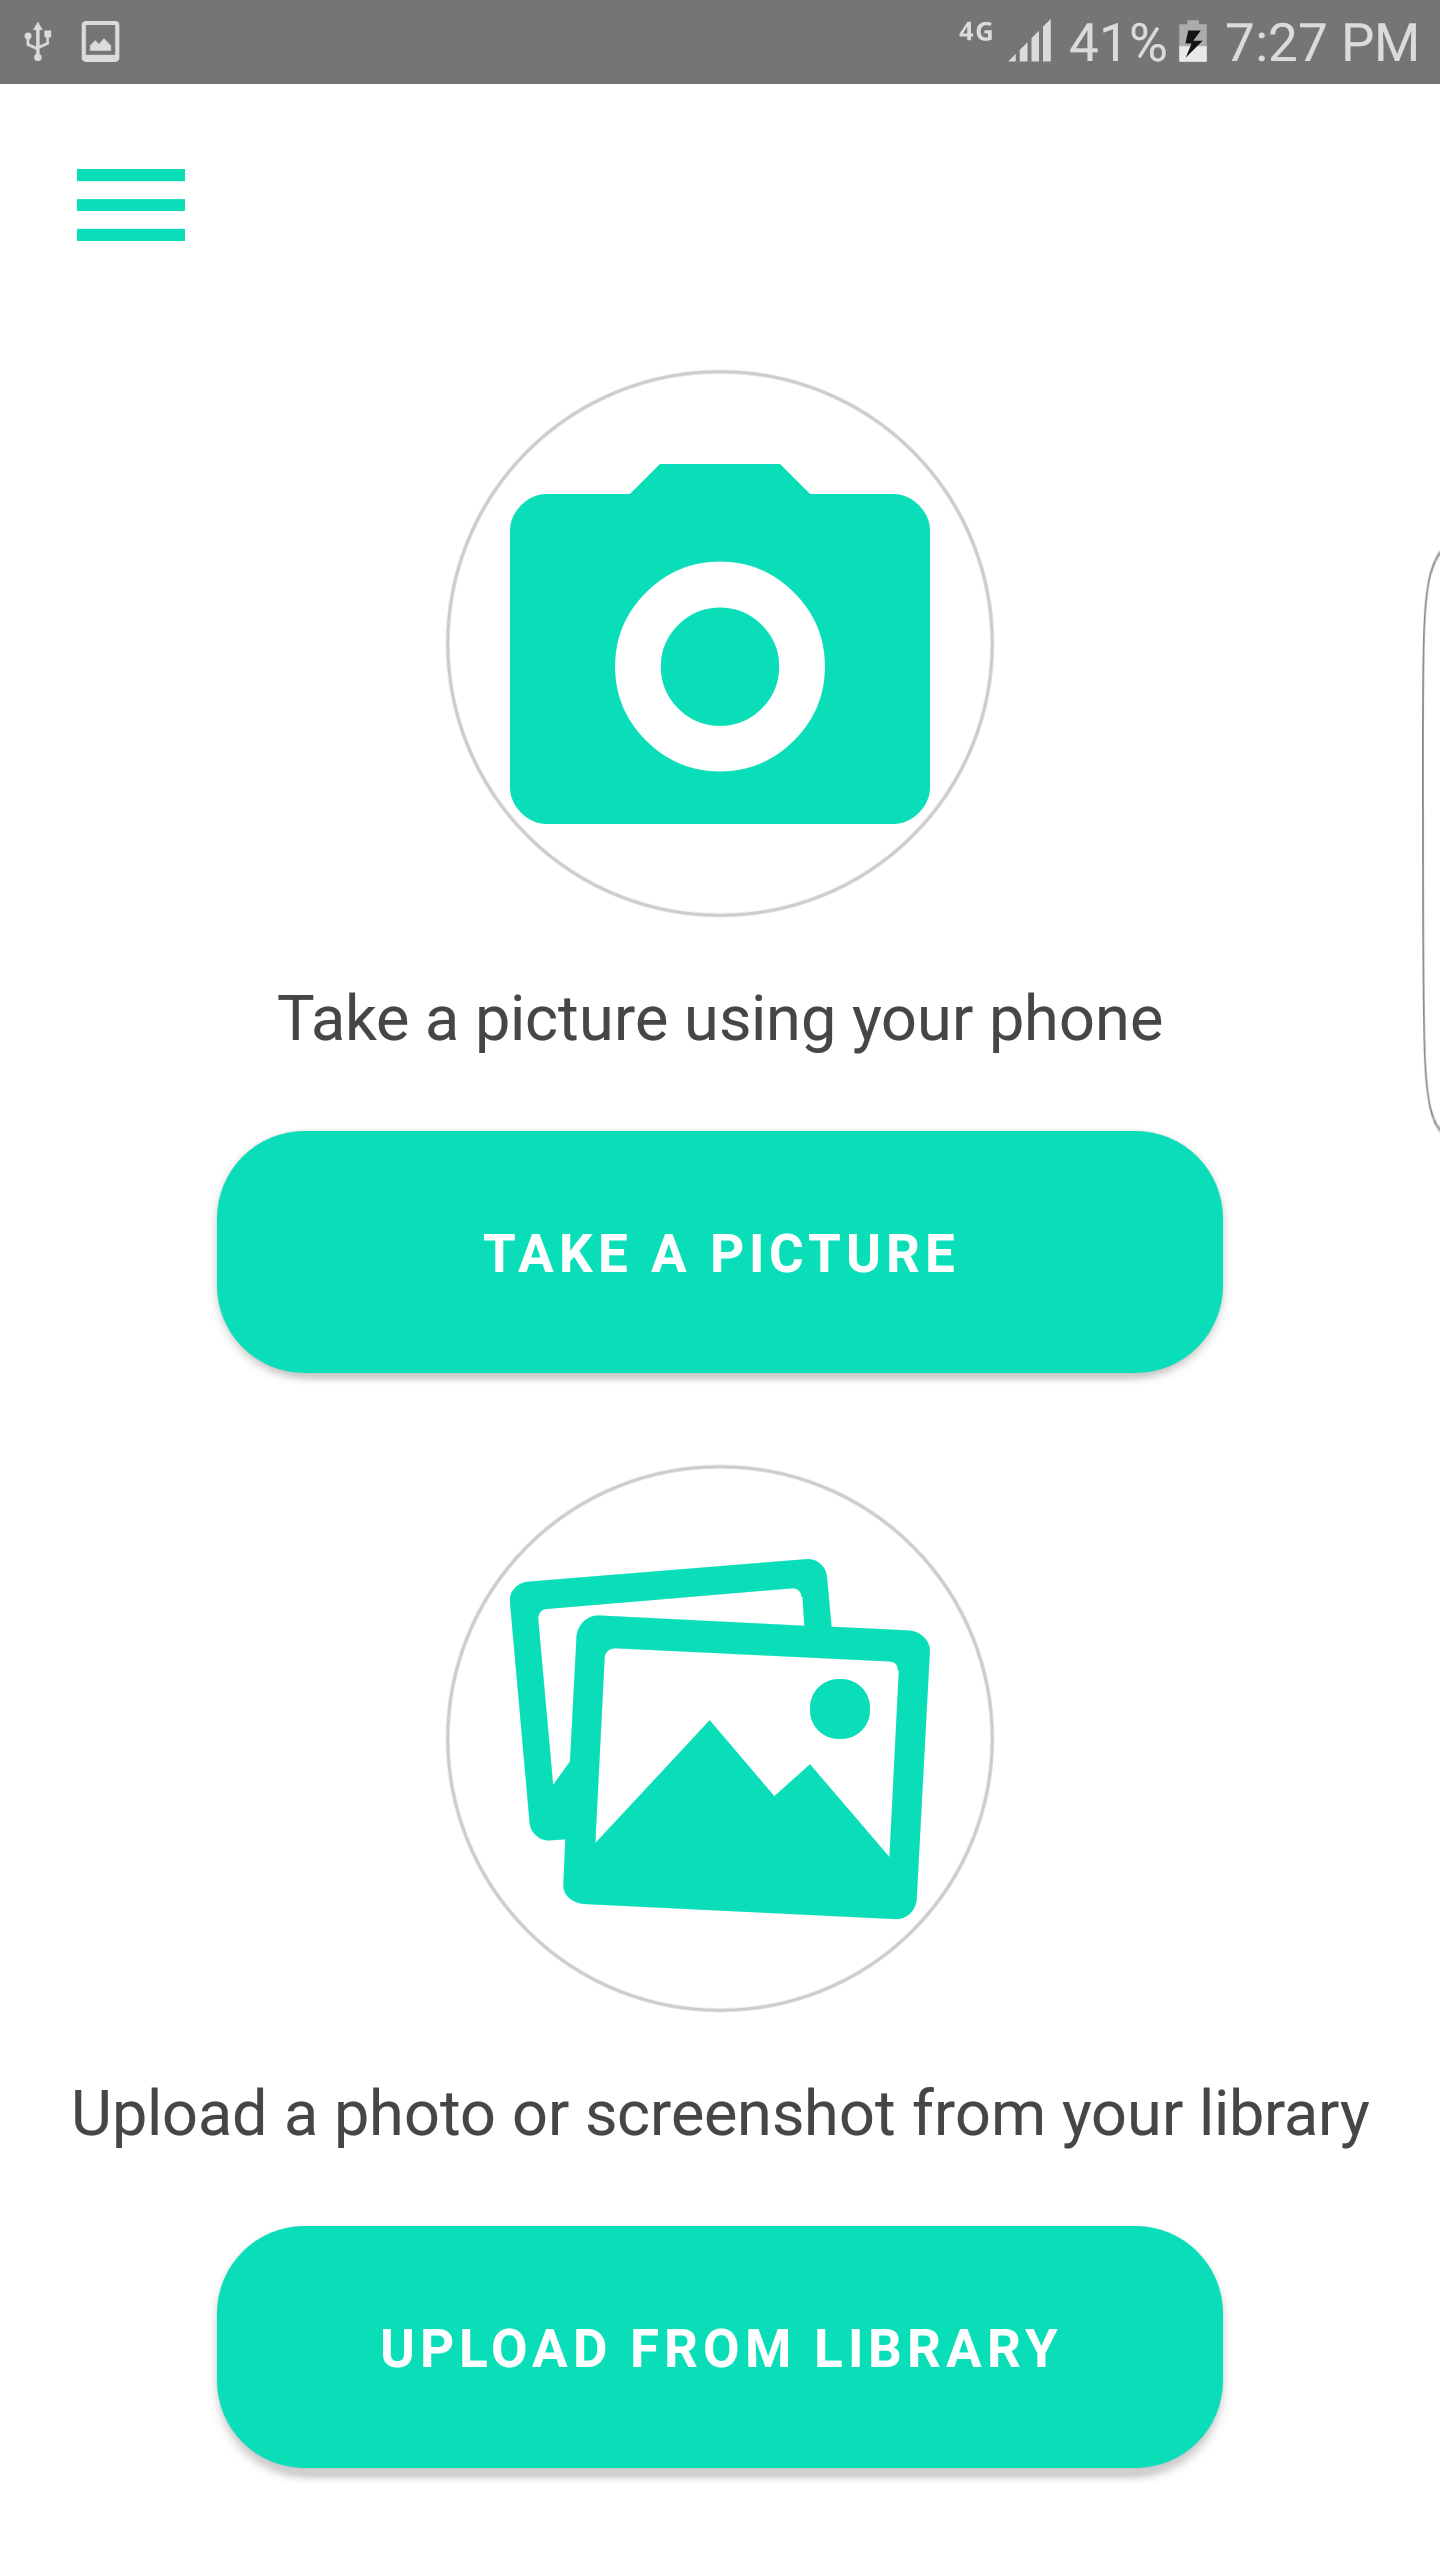 4G 41% 7:27 PM
Take a picture using your phone
TAKE A PICTURE
Upload a photo or screenshot from your library
UPLOAD FROM LIBRARY